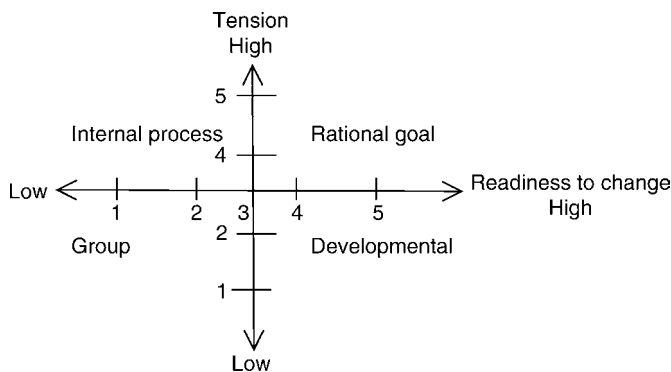 Tension
High
5
Internal process
Rational goal
4
Low
Readiness to change
High
1
2
3
4
5
2
Group
Developmental
1
Low